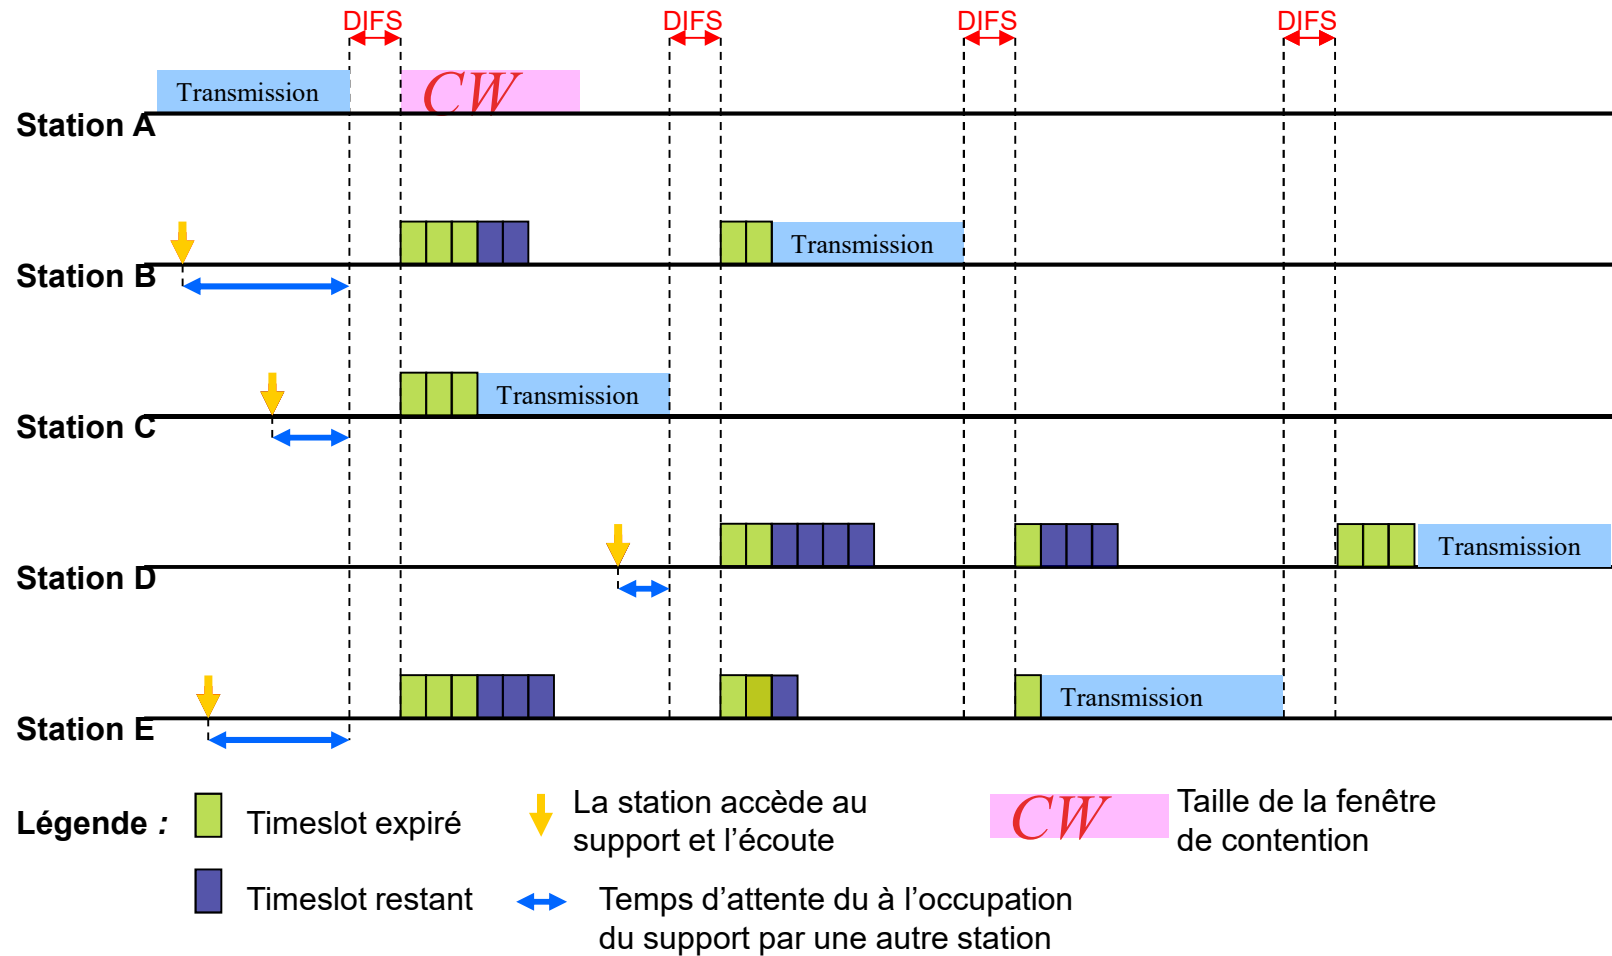 DIFS DIFS DIFS DIFS
Transmission CW
Station A
Transmission
Station B
Transmission
Station C
Transmission
Station D
Transmission
Station E
Légende : Timeslot expiré
La station accède au
support et l'écoute
CW
Taille de la fenêtre
de contention
Timeslot restant
Temps d'attente du à l'occupation
du support par une autre station